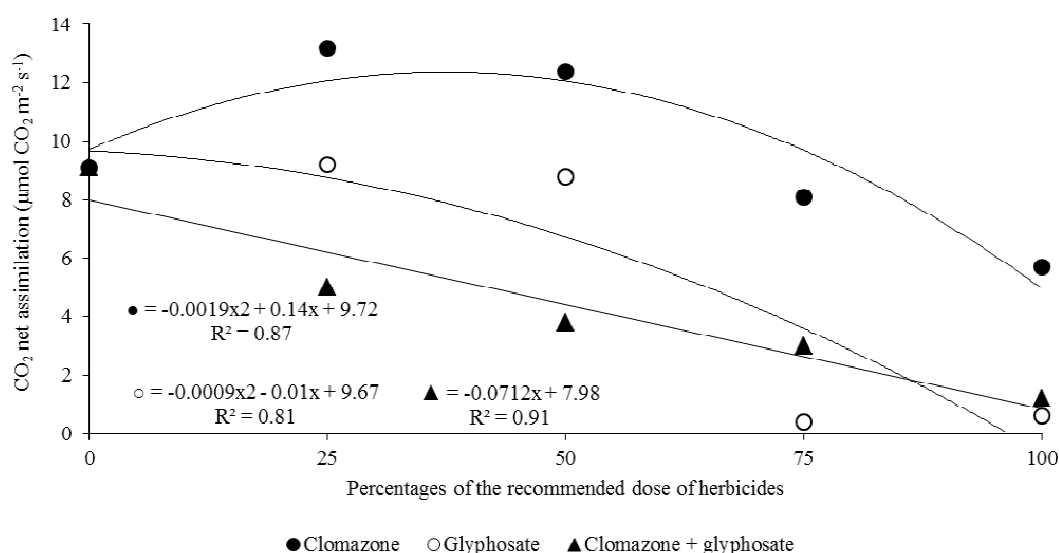 CO₂ net assimilation (µmol CO₂ m⁻² s⁻¹)
14
12
10
8
6
4
2
0
● = -0.0019x2 + 0.14x + 9.72
R² = 0.87
○ = -0.0009x2 - 0.01x + 9.67
R² = 0.81
▲ = -0.0712x + 7.98
R² = 0.91
0 25 50 75 100
Percentages of the recommended dose of herbicides
● Clomazone ○ Glyphosate ▲ Clomazone + glyphosate